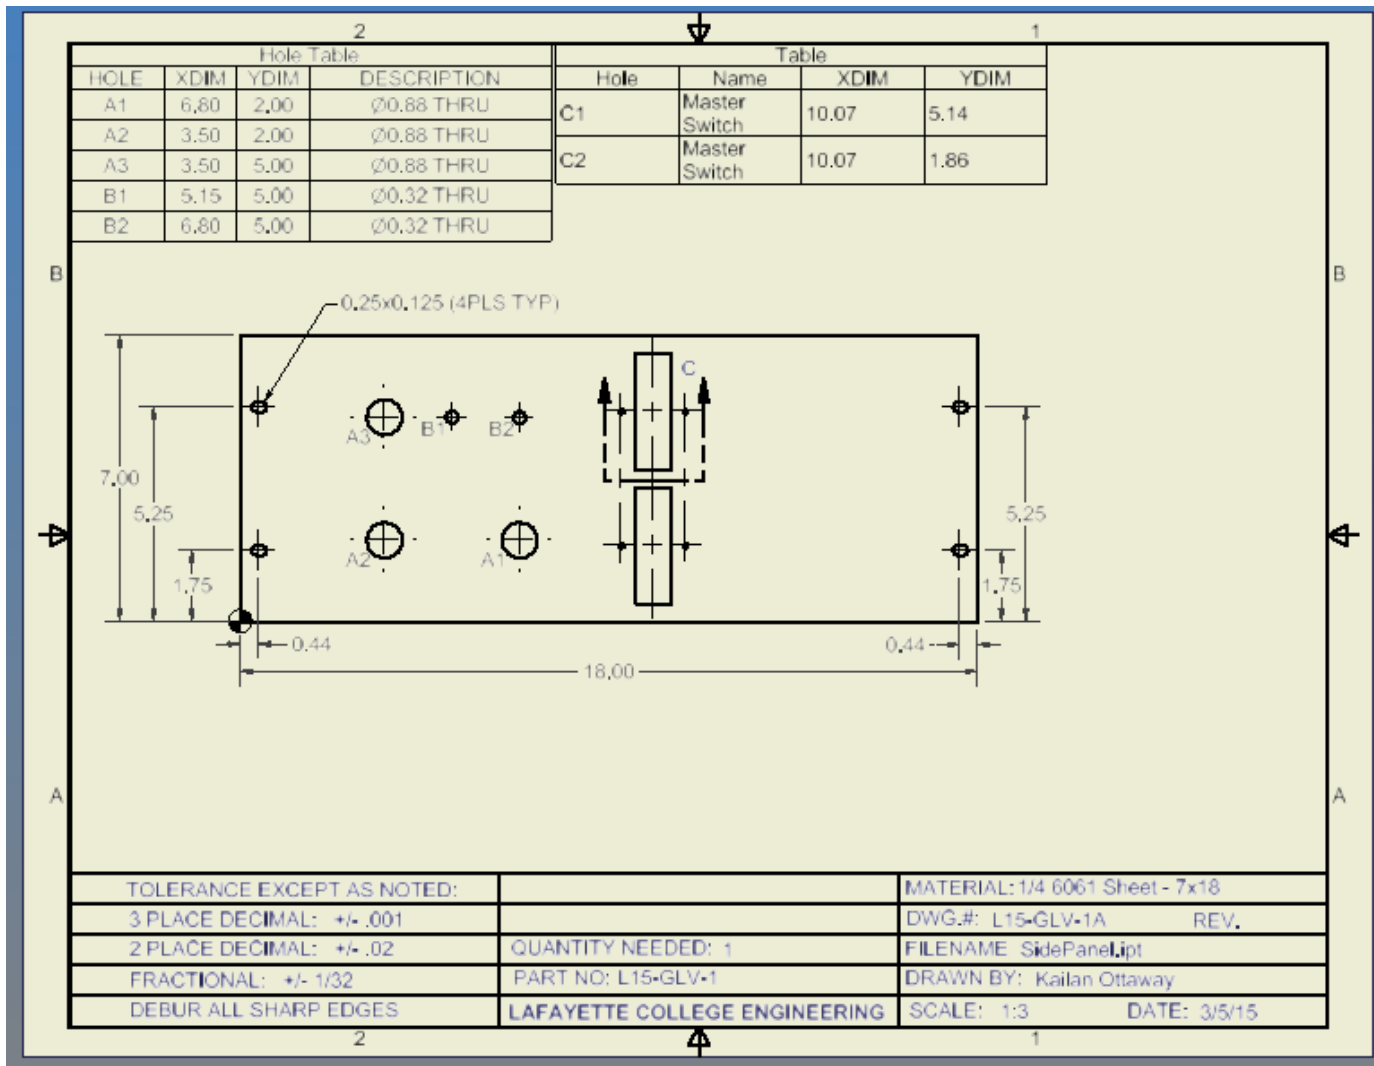 2 1
Hole Table
HOLE XDIM YDIM DESCRIPTION
A1 6.80 2.00 Ø0.88 THRU
A2 3.50 2.00 Ø0.88 THRU
A3 3.50 5.00 Ø0.88 THRU
B1 5.15 5.00 Ø0.32 THRU
B2 6.80 5.00 Ø0.32 THRU
Table
Hole Name XDIM YDIM
C1 Master Switch 10.07 5.14
C2 Master Switch 10.07 1.86
B B
0.25x0.125 (4PLS TYP)
C
A3 B1 B2
7.00
5.25 5.25
A2 A1
1.75 1.75
0.44 0.44
18.00
A A
TOLERANCE EXCEPT AS NOTED:
3 PLACE DECIMAL: +/- .001
2 PLACE DECIMAL: +/- .02
FRACTIONAL: +/- 1/32
DEBUR ALL SHARP EDGES
QUANTITY NEEDED: 1
PART NO: L15-GLV-1
LAFAYETTE COLLEGE ENGINEERING
MATERIAL: 1/4 6061 Sheet - 7x18
DWG.#: L15-GLV-1A REV.
FILENAME SidePanel.ipt
DRAWN BY: Kailan Ottaway
SCALE: 1:3 DATE: 3/5/15
2 1